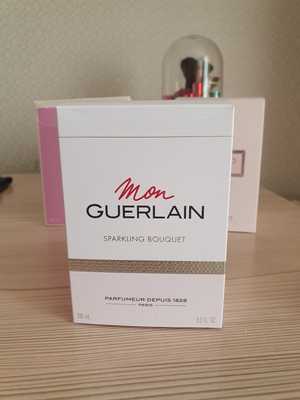 Mon
GUERLAIN
SPARKLING BOUQUET
PARFUMEUR DEPUIS 1828
PARIS